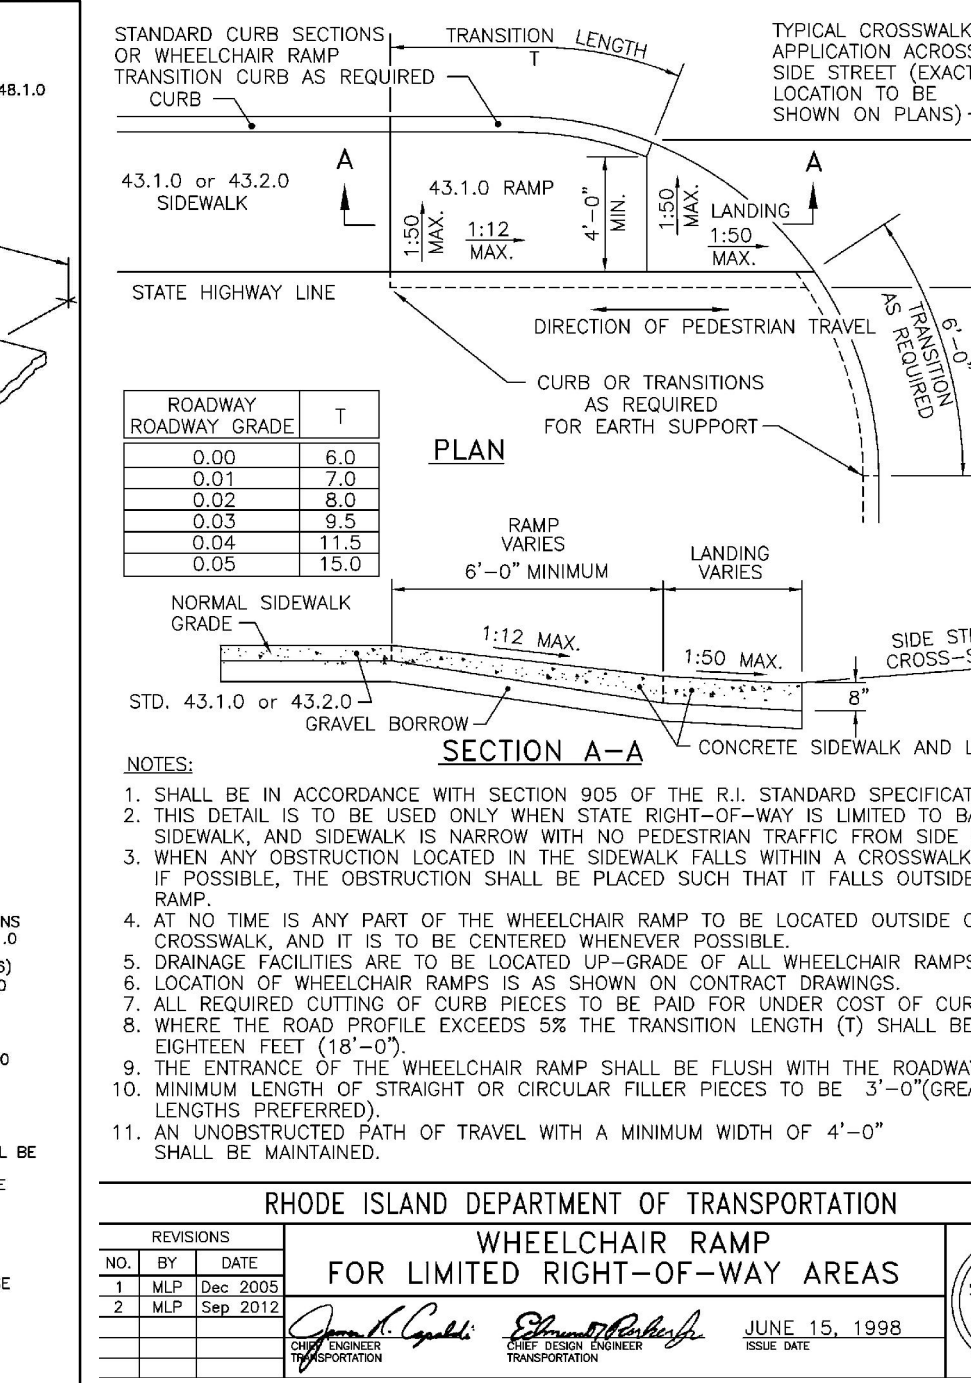 48.1.0
NS
.0
6)
0
L BE
E
STANDARD CURB SECTIONS
OR WHEELCHAIR RAMP
TRANSITION CURB AS REQUIRED
CURB
TRANSITION LENGTH
T
TYPICAL CROSSWALK
APPLICATION ACROSS
SIDE STREET (EXACT
LOCATION TO BE
SHOWN ON PLANS)
A
A
43.1.0 or 43.2.0
SIDEWALK
43.1.0 RAMP
1:50
MAX.
1:12
MAX.
4'-0"
MIN.
1:50
MAX.
LANDING
1:50
MAX.
STATE HIGHWAY LINE
DIRECTION OF PEDESTRIAN TRAVEL
TRANSITION
AS REQUIRED
6'-0"
CURB OR TRANSITIONS
AS REQUIRED
FOR EARTH SUPPORT
PLAN
ROADWAY
ROADWAY GRADE
T
0.00 6.0
0.01 7.0
0.02 8.0
0.03 9.5
0.04 11.5
0.05 15.0
RAMP
VARIES
6'-0" MINIMUM
LANDING
VARIES
NORMAL SIDEWALK
GRADE
1:12 MAX.
1:50 MAX.
SIDE ST
CROSS-S
8"
STD. 43.1.0 or 43.2.0
GRAVEL BORROW
SECTION A-A
CONCRETE SIDEWALK AND L
NOTES:
1. SHALL BE IN ACCORDANCE WITH SECTION 905 OF THE R.I. STANDARD SPECIFICAT
2. THIS DETAIL IS TO BE USED ONLY WHEN STATE RIGHT-OF-WAY IS LIMITED TO BA
SIDEWALK, AND SIDEWALK IS NARROW WITH NO PEDESTRIAN TRAFFIC FROM SIDE
3. WHEN ANY OBSTRUCTION LOCATED IN THE SIDEWALK FALLS WITHIN A CROSSWALK
IF POSSIBLE, THE OBSTRUCTION SHALL BE PLACED SUCH THAT IT FALLS OUTSIDE
RAMP.
4. AT NO TIME IS ANY PART OF THE WHEELCHAIR RAMP TO BE LOCATED OUTSIDE O
CROSSWALK, AND IT IS TO BE CENTERED WHENEVER POSSIBLE.
5. DRAINAGE FACILITIES ARE TO BE LOCATED UP-GRADE OF ALL WHEELCHAIR RAMPS
6. LOCATION OF WHEELCHAIR RAMPS IS AS SHOWN ON CONTRACT DRAWINGS.
7. ALL REQUIRED CUTTING OF CURB PIECES TO BE PAID FOR UNDER COST OF CUR
8. WHERE THE ROAD PROFILE EXCEEDS 5% THE TRANSITION LENGTH (T) SHALL BE
EIGHTEEN FEET (18'-0").
9. THE ENTRANCE OF THE WHEELCHAIR RAMP SHALL BE FLUSH WITH THE ROADWA
10. MINIMUM LENGTH OF STRAIGHT OR CIRCULAR FILLER PIECES TO BE 3'-0"(GREA
LENGTHS PREFERRED).
11. AN UNOBSTRUCTED PATH OF TRAVEL WITH A MINIMUM WIDTH OF 4'-0"
SHALL BE MAINTAINED.
RHODE ISLAND DEPARTMENT OF TRANSPORTATION
REVISIONS
NO. BY DATE
1 MLP Dec 2005
2 MLP Sep 2012
WHEELCHAIR RAMP
FOR LIMITED RIGHT-OF-WAY AREAS
James R. Capaldi
CHIEF ENGINEER
TRANSPORTATION
Edmund T Parker Jr.
CHIEF DESIGN ENGINEER
TRANSPORTATION
JUNE 15, 1998
ISSUE DATE